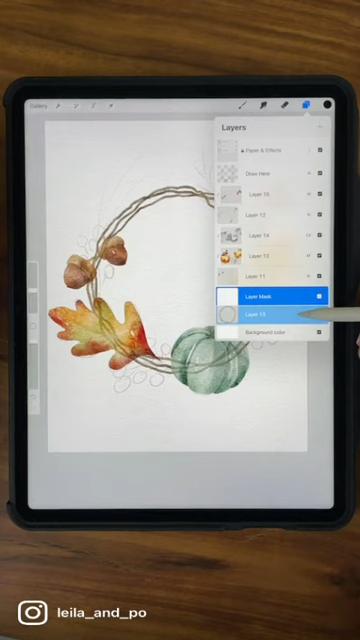 Gallery
Layers
Paper & Effects
Draw Here
Layer 10
Layer 12
Layer 14
Layer 13
Layer 11
Layer Mask
Layer 15
Background color
leila_and_po